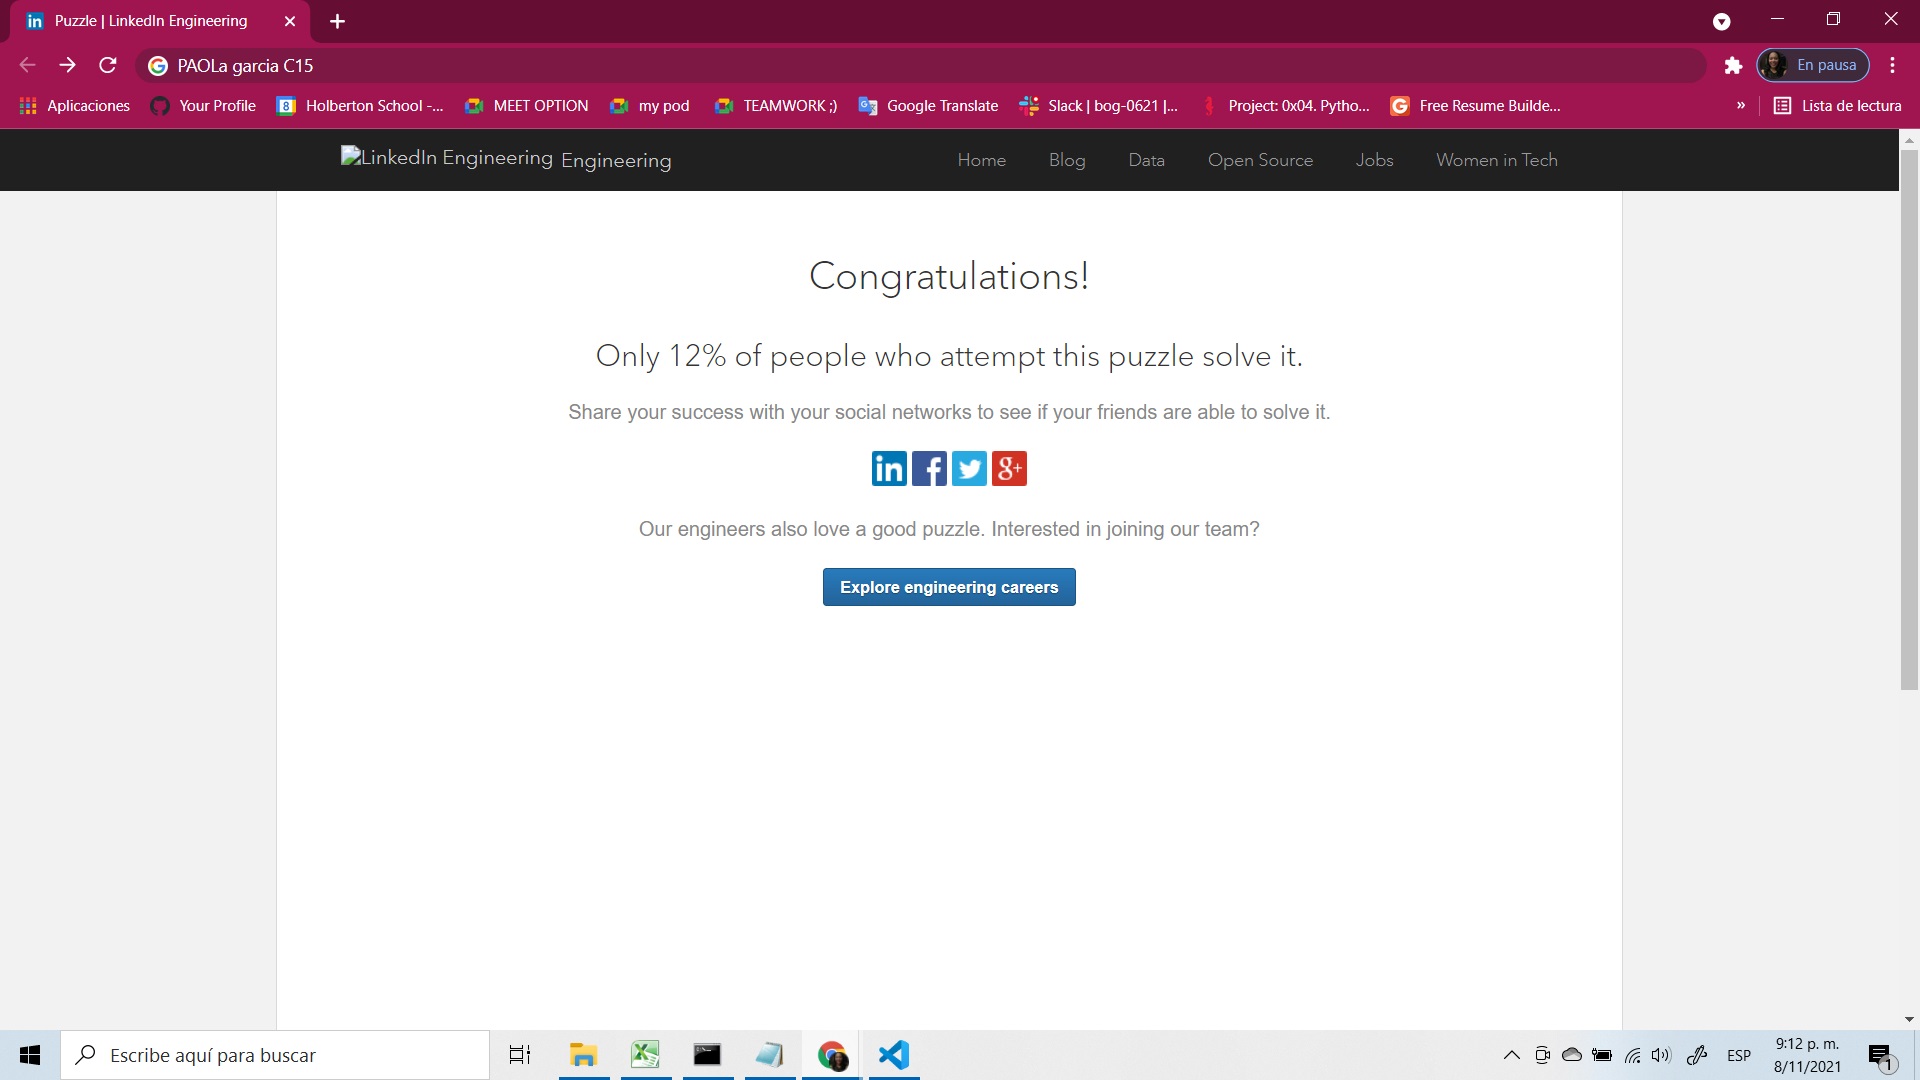 Puzzle | LinkedIn Engineering
PAOLa garcia C15
En pausa
Aplicaciones
Your Profile
8
Holberton School -...
MEET OPTION
my pod
TEAMWORK ;)
Google Translate
Slack | bog-0621 |...
Project: 0x04. Pytho...
Free Resume Builde...
»
Lista de lectura
LinkedIn Engineering Engineering
Home
Blog
Data
Open Source
Jobs
Women in Tech
Congratulations!
Only 12% of people who attempt this puzzle solve it.
Share your success with your social networks to see if your friends are able to solve it.
in f g+
Our engineers also love a good puzzle. Interested in joining our team?
Explore engineering careers
Escribe aquí para buscar
ESP
9:12 p. m.
8/11/2021
1